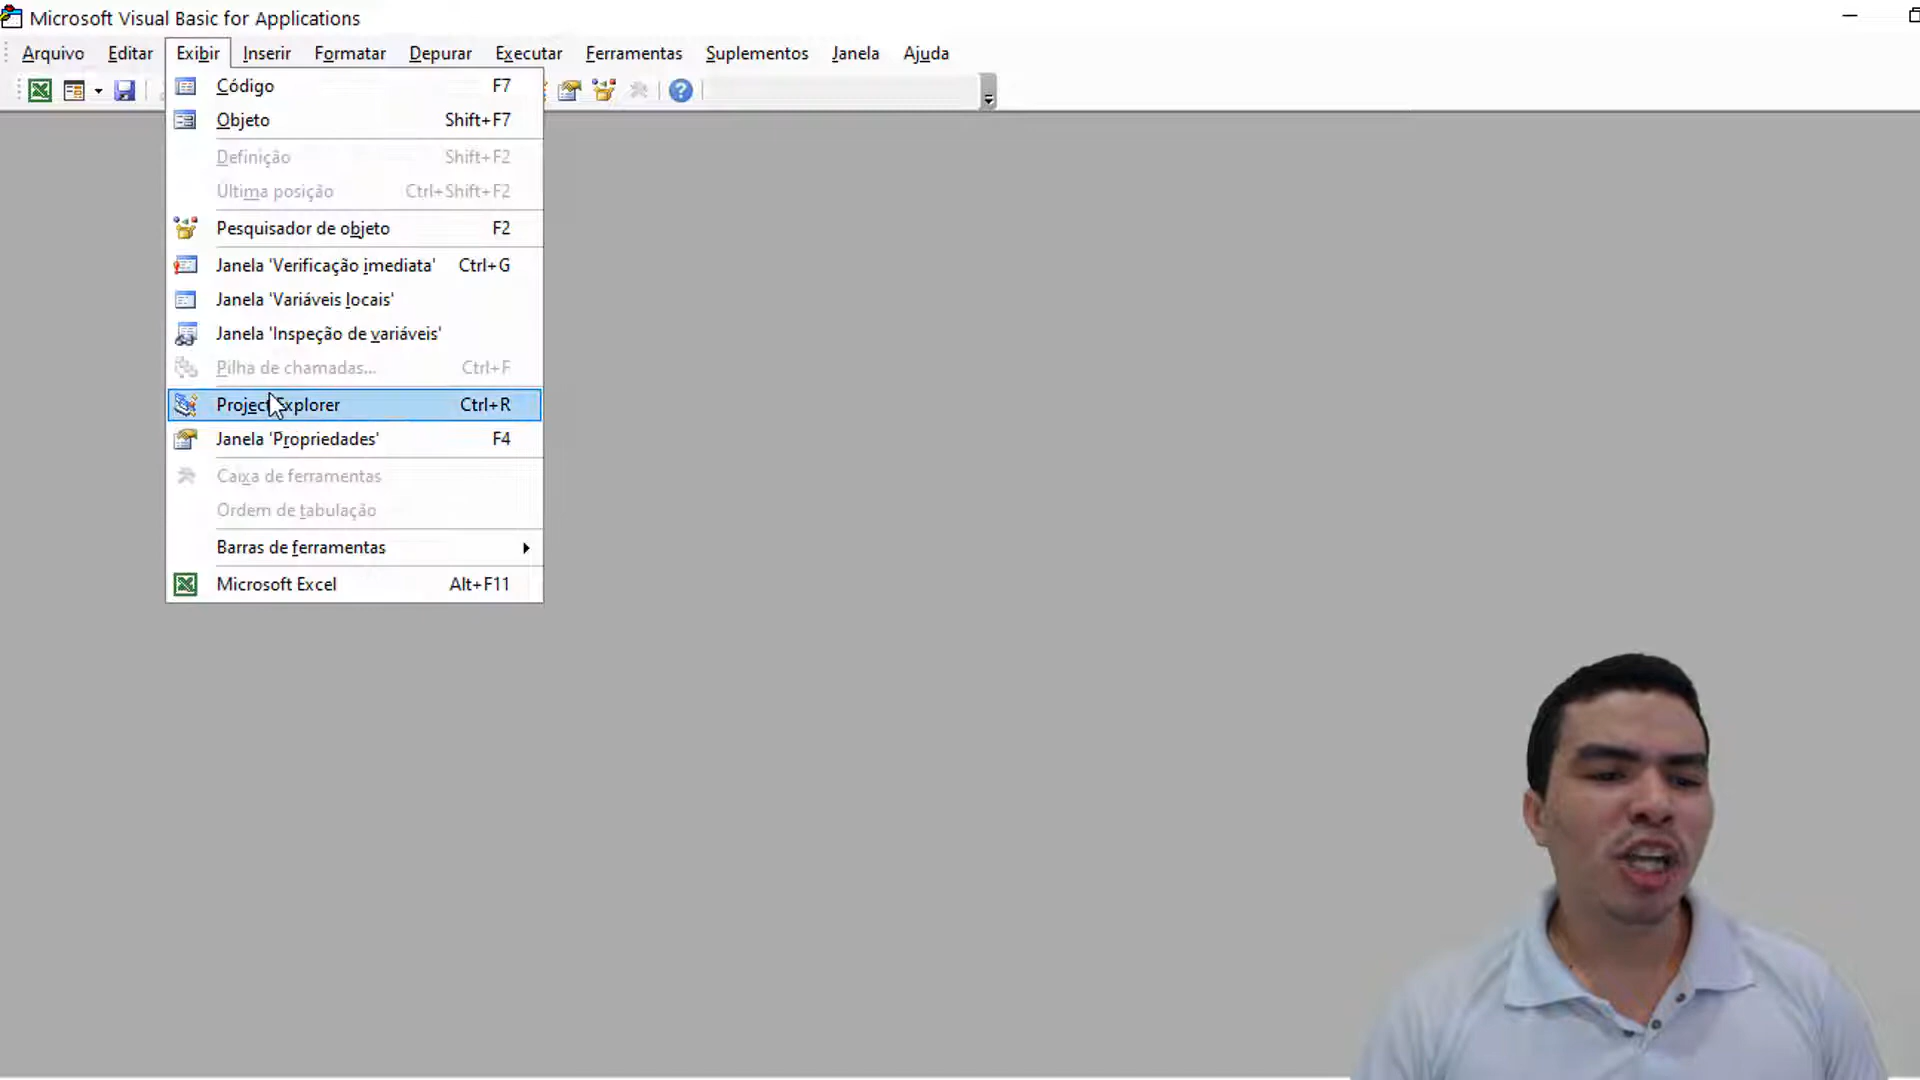 Microsoft Visual Basic for Applications
Arquivo Editar Exibir Inserir Formatar Depurar Executar Ferramentas Suplementos Janela Ajuda
Código F7
Objeto Shift+F7
Definição Shift+F2
Última posição Ctrl+Shift+F2
Pesquisador de objeto F2
Janela 'Verificação imediata' Ctrl+G
Janela 'Variáveis locais'
Janela 'Inspeção de variáveis'
Pilha de chamadas... Ctrl+F
Project Explorer Ctrl+R
Janela 'Propriedades' F4
Caixa de ferramentas
Ordem de tabulação
Barras de ferramentas
Microsoft Excel Alt+F11